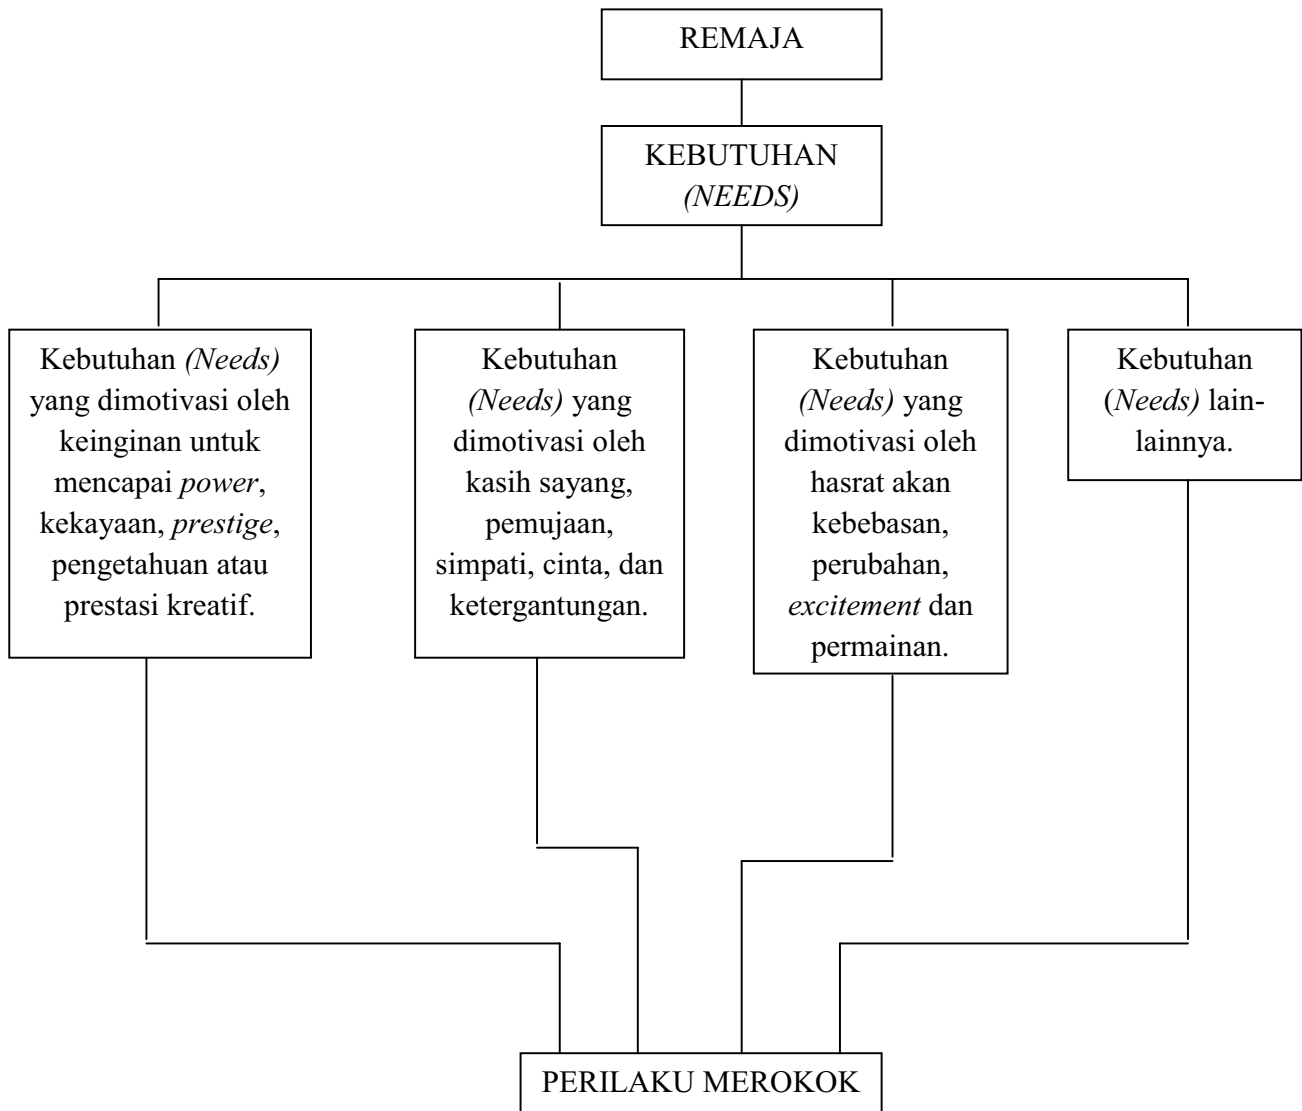 REMAJA
KEBUTUHAN
(NEEDS)
Kebutuhan (Needs)
yang dimotivasi oleh
keinginan untuk
mencapai power,
kekayaan, prestige,
pengetahuan atau
prestasi kreatif.
Kebutuhan
(Needs) yang
dimotivasi oleh
kasih sayang,
pemujaan,
simpati, cinta, dan
ketergantungan.
Kebutuhan
(Needs) yang
dimotivasi oleh
hasrat akan
kebebasan,
perubahan,
excitement dan
permainan.
Kebutuhan
(Needs) lain-
lainnya.
PERILAKU MEROKOK